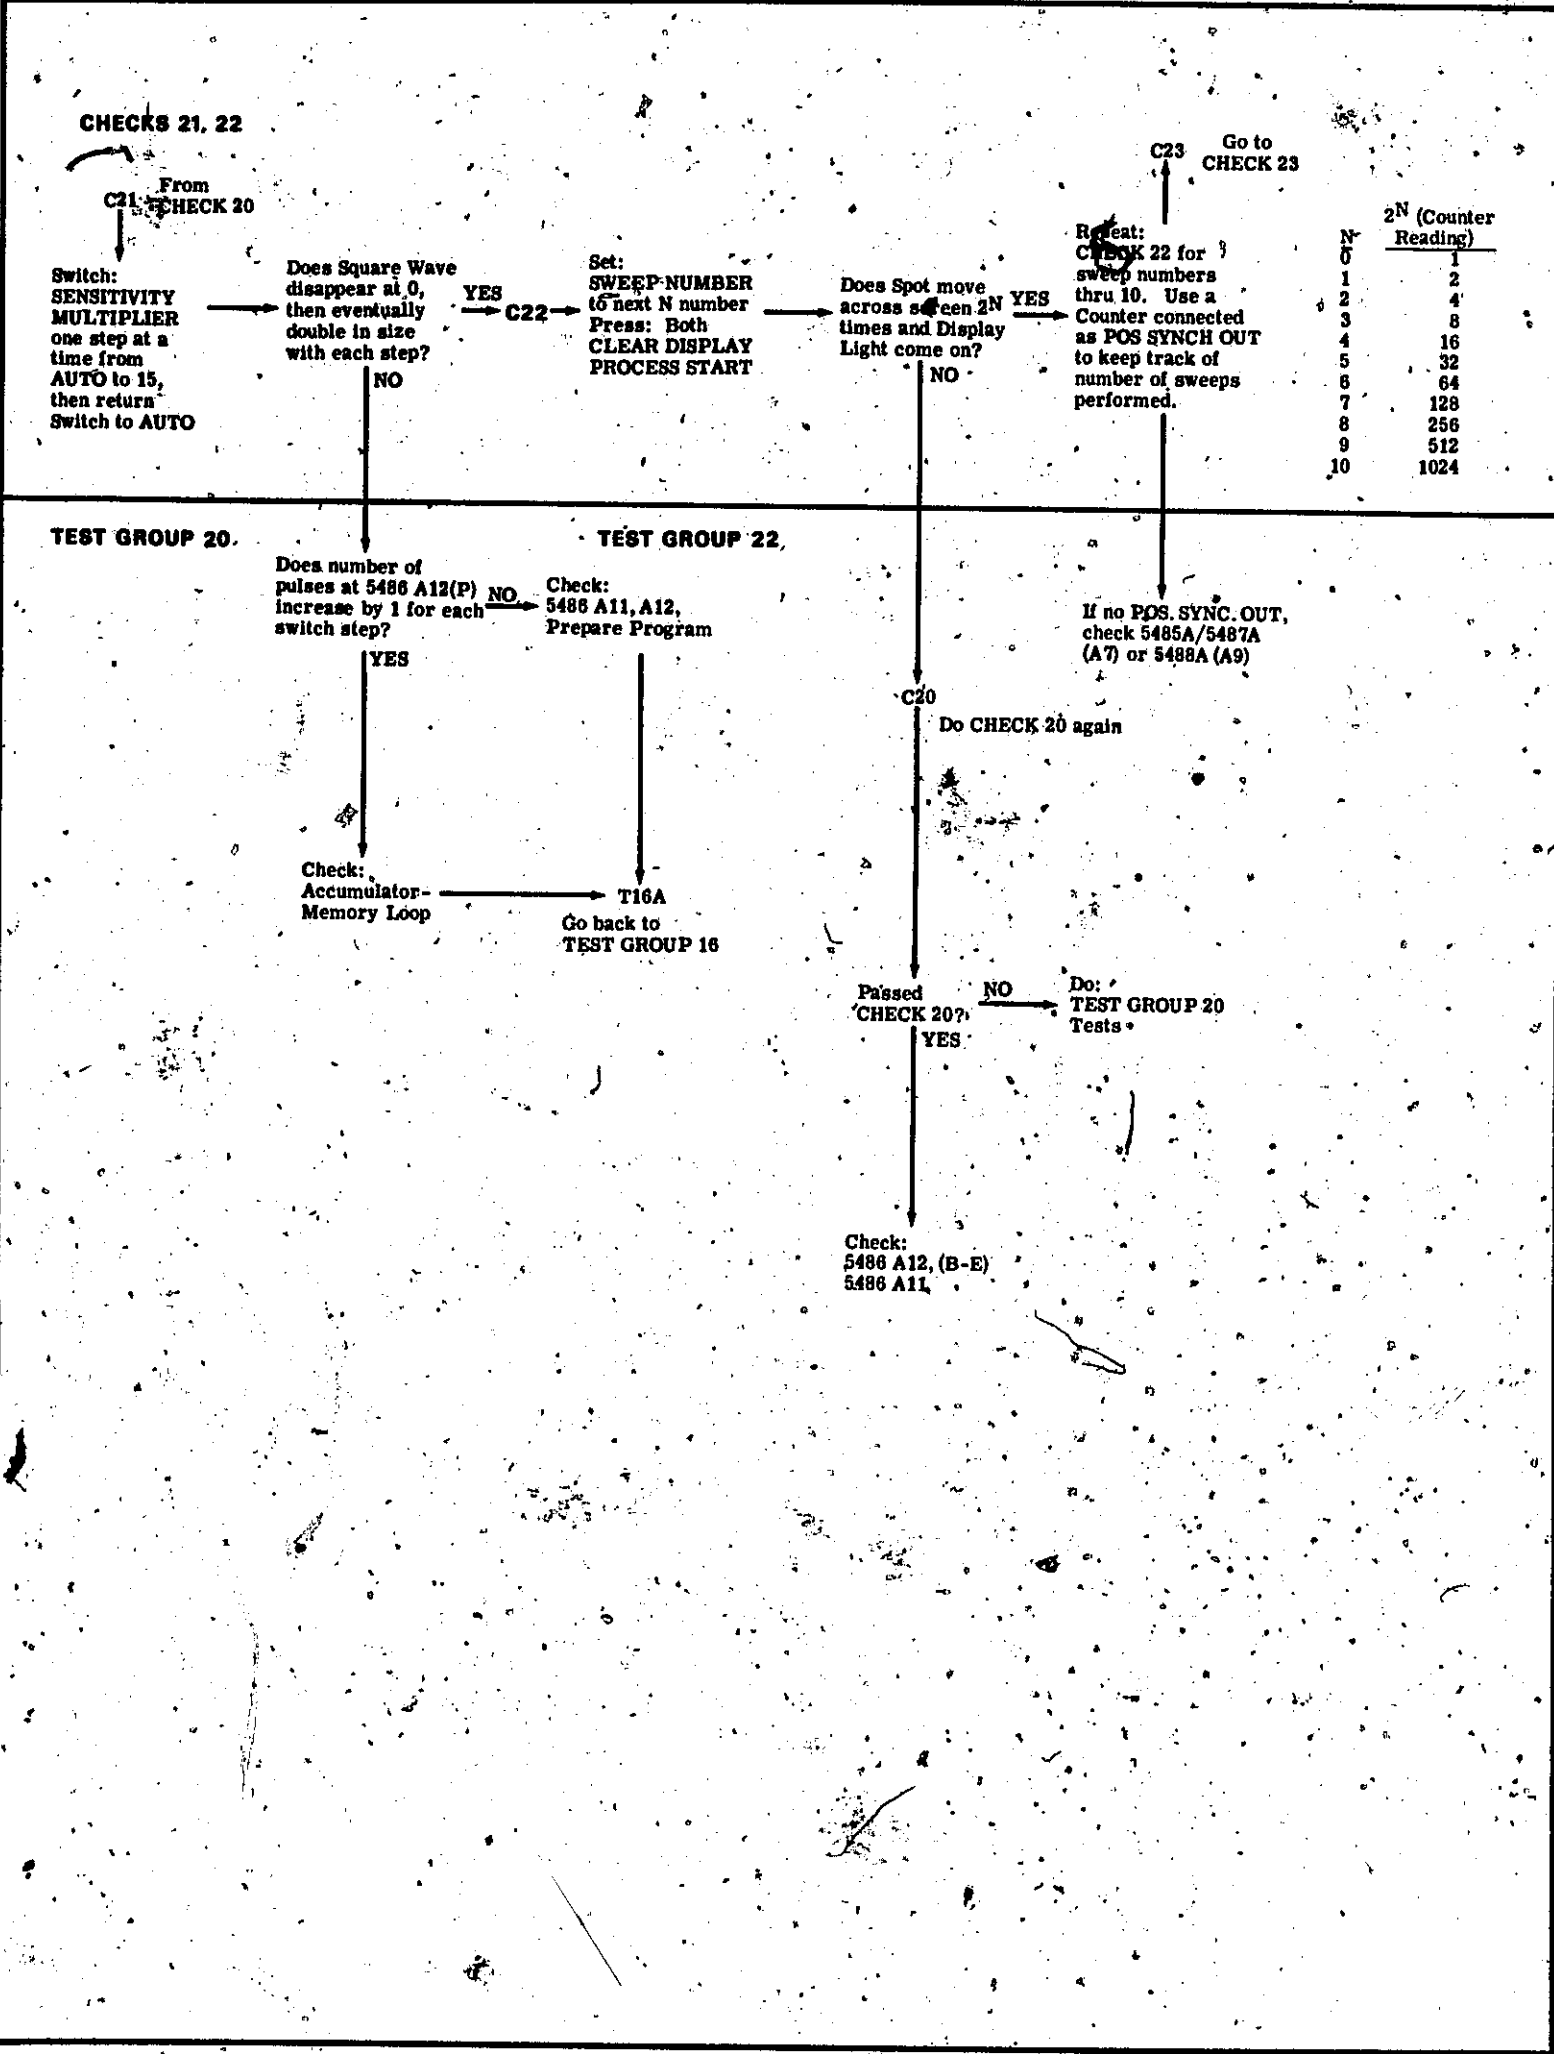 CHECKS 21, 22
C21
From
CHECK 20
Switch:
SENSITIVITY
MULTIPLIER
one step at a
time from
AUTO to 15,
then return
Switch to AUTO
Does Square Wave
disappear at 0,
then eventually
double in size
with each step?
YES
NO
C22
Set:
SWEEP NUMBER
to next N number
Press: Both
CLEAR DISPLAY
PROCESS START
Does Spot move
across screen 2N
times and Display
Light come on?
YES
NO
C23
Go to
CHECK 23
Repeat:
CHECK 22 for
sweep numbers
thru 10. Use a
Counter connected
as POS SYNCH OUT
to keep track of
number of sweeps
performed.
N 2N (Counter
Reading)
0 1
1 2
2 4
3 8
4 16
5 32
6 64
7 128
8 256
9 512
10 1024
TEST GROUP 20
Does number of
pulses at 5486 A12(P)
increase by 1 for each
switch step?
NO
YES
TEST GROUP 22
Check:
5486 A11, A12,
Prepare Program
Check:
Accumulator-
Memory Loop
T16A
Go back to
TEST GROUP 16
C20
Do CHECK 20 again
If no POS. SYNC. OUT,
check 5485A/5487A
(A7) or 5488A (A9)
Passed
CHECK 20?
NO
YES
Do:
TEST GROUP 20
Tests
Check:
5486 A12, (B-E)
5486 A11